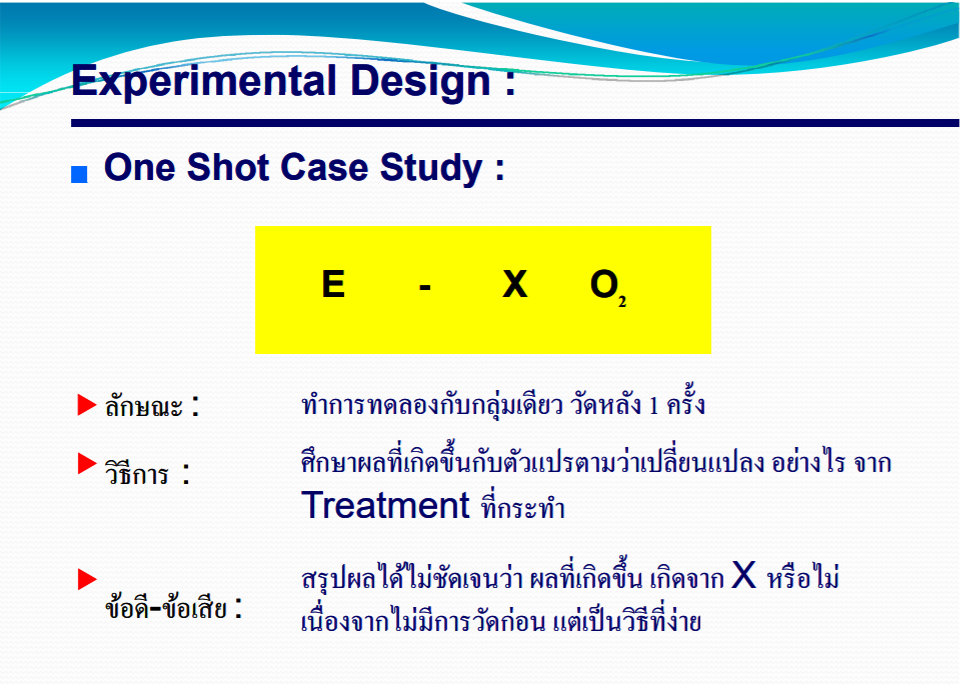 Experimental Design :
One Shot Case Study :
E - X O₂
ลักษณะ : ทำการทดลองกับกลุ่มเดียว วัดหลัง 1 ครั้ง
วิธีการ : ศึกษาผลที่เกิดขึ้นกับตัวแปรตามว่าเปลี่ยนแปลง อย่างไร จาก
Treatment ที่กระทำ
ข้อดี-ข้อเสีย : สรุปผลได้ไม่ชัดเจนว่า ผลที่เกิดขึ้น เกิดจาก X หรือไม่
เนื่องจากไม่มีการวัดก่อน แต่เป็นวิธีที่ง่าย